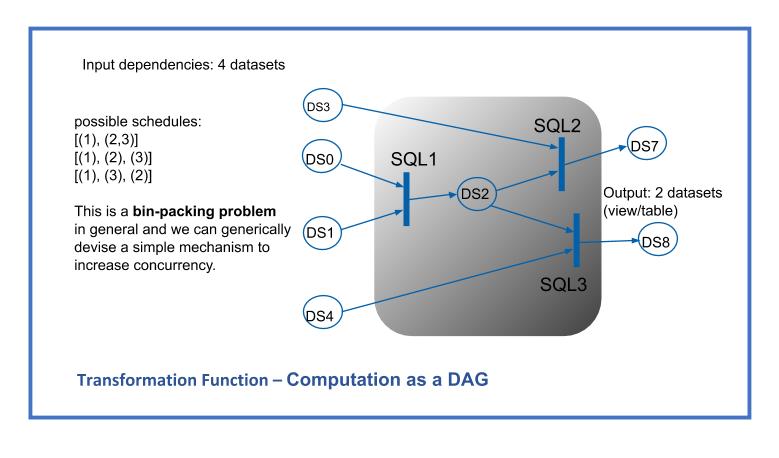 Input dependencies: 4 datasets
possible schedules:
[(1), (2,3)]
[(1), (2), (3)]
[(1), (3), (2)]
This is a bin-packing problem
in general and we can generically
devise a simple mechanism to
increase concurrency.
DS3
DS0
DS1
DS4
SQL1
DS2
SQL2
SQL3
DS7
Output: 2 datasets
(view/table)
DS8
Transformation Function – Computation as a DAG